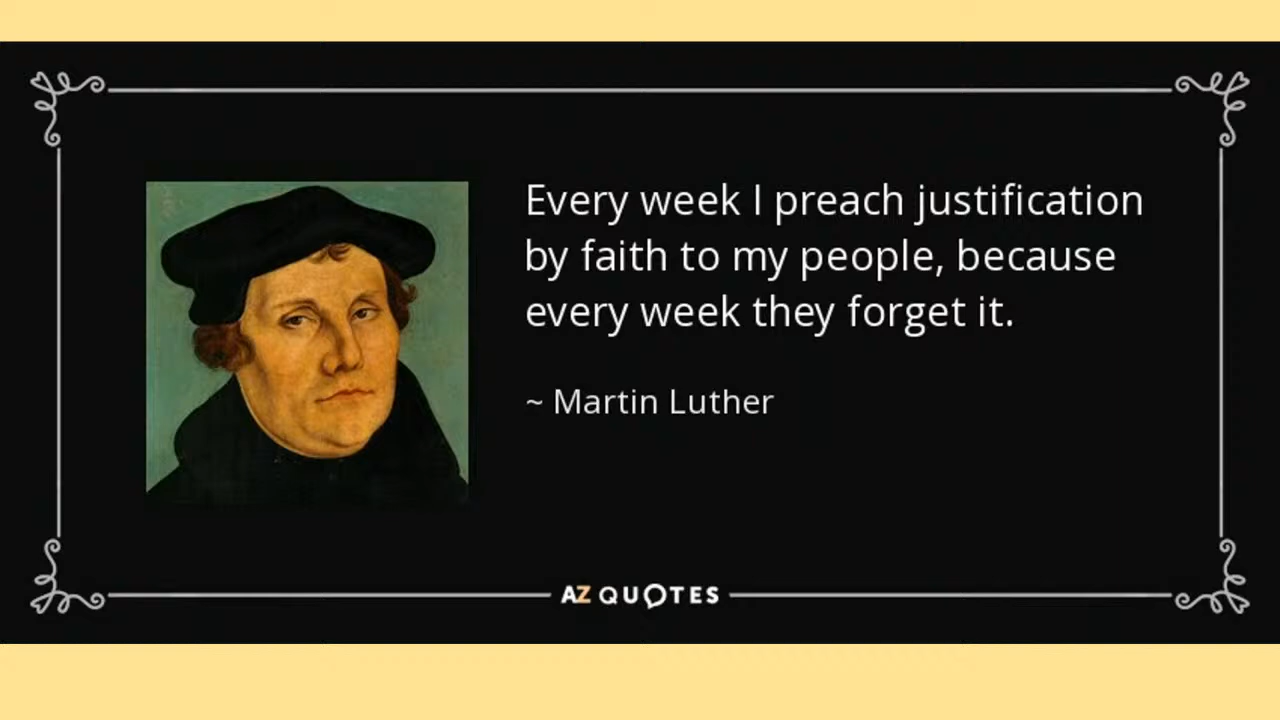 Every week I preach justification
by faith to my people, because
every week they forget it.
~ Martin Luther
AZ QUOTES